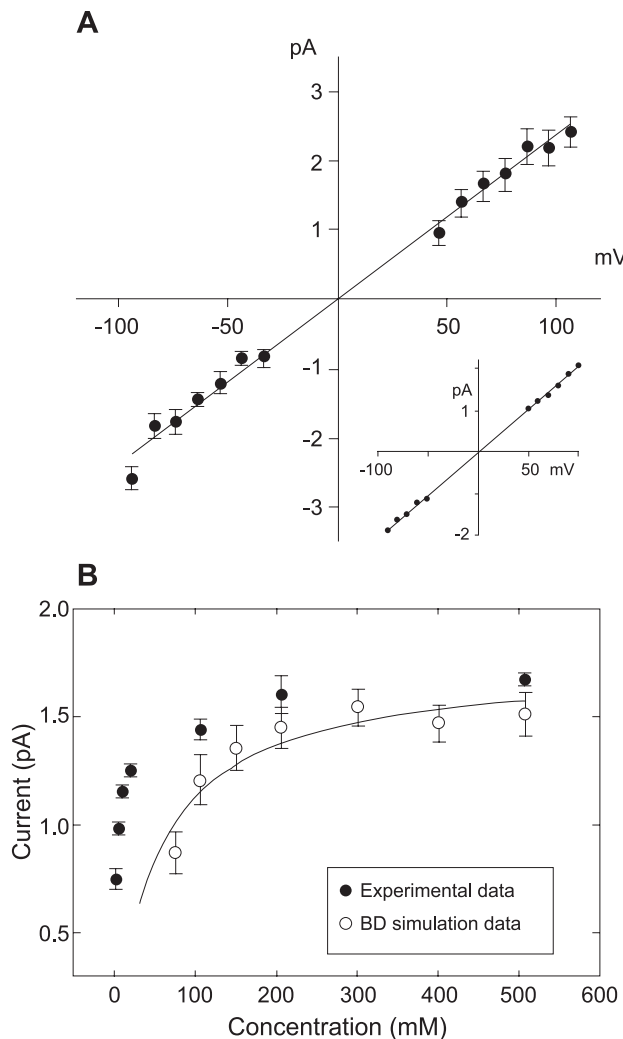 A
pA
3
2
1
mV
-100
-50
50
100
-1
-2
-3
pA
1
-100
50
mV
-2
B
2.0
1.5
1.0
0.5
Current (pA)
Experimental data
BD simulation data
0
100
200
300
400
500
600
Concentration (mM)